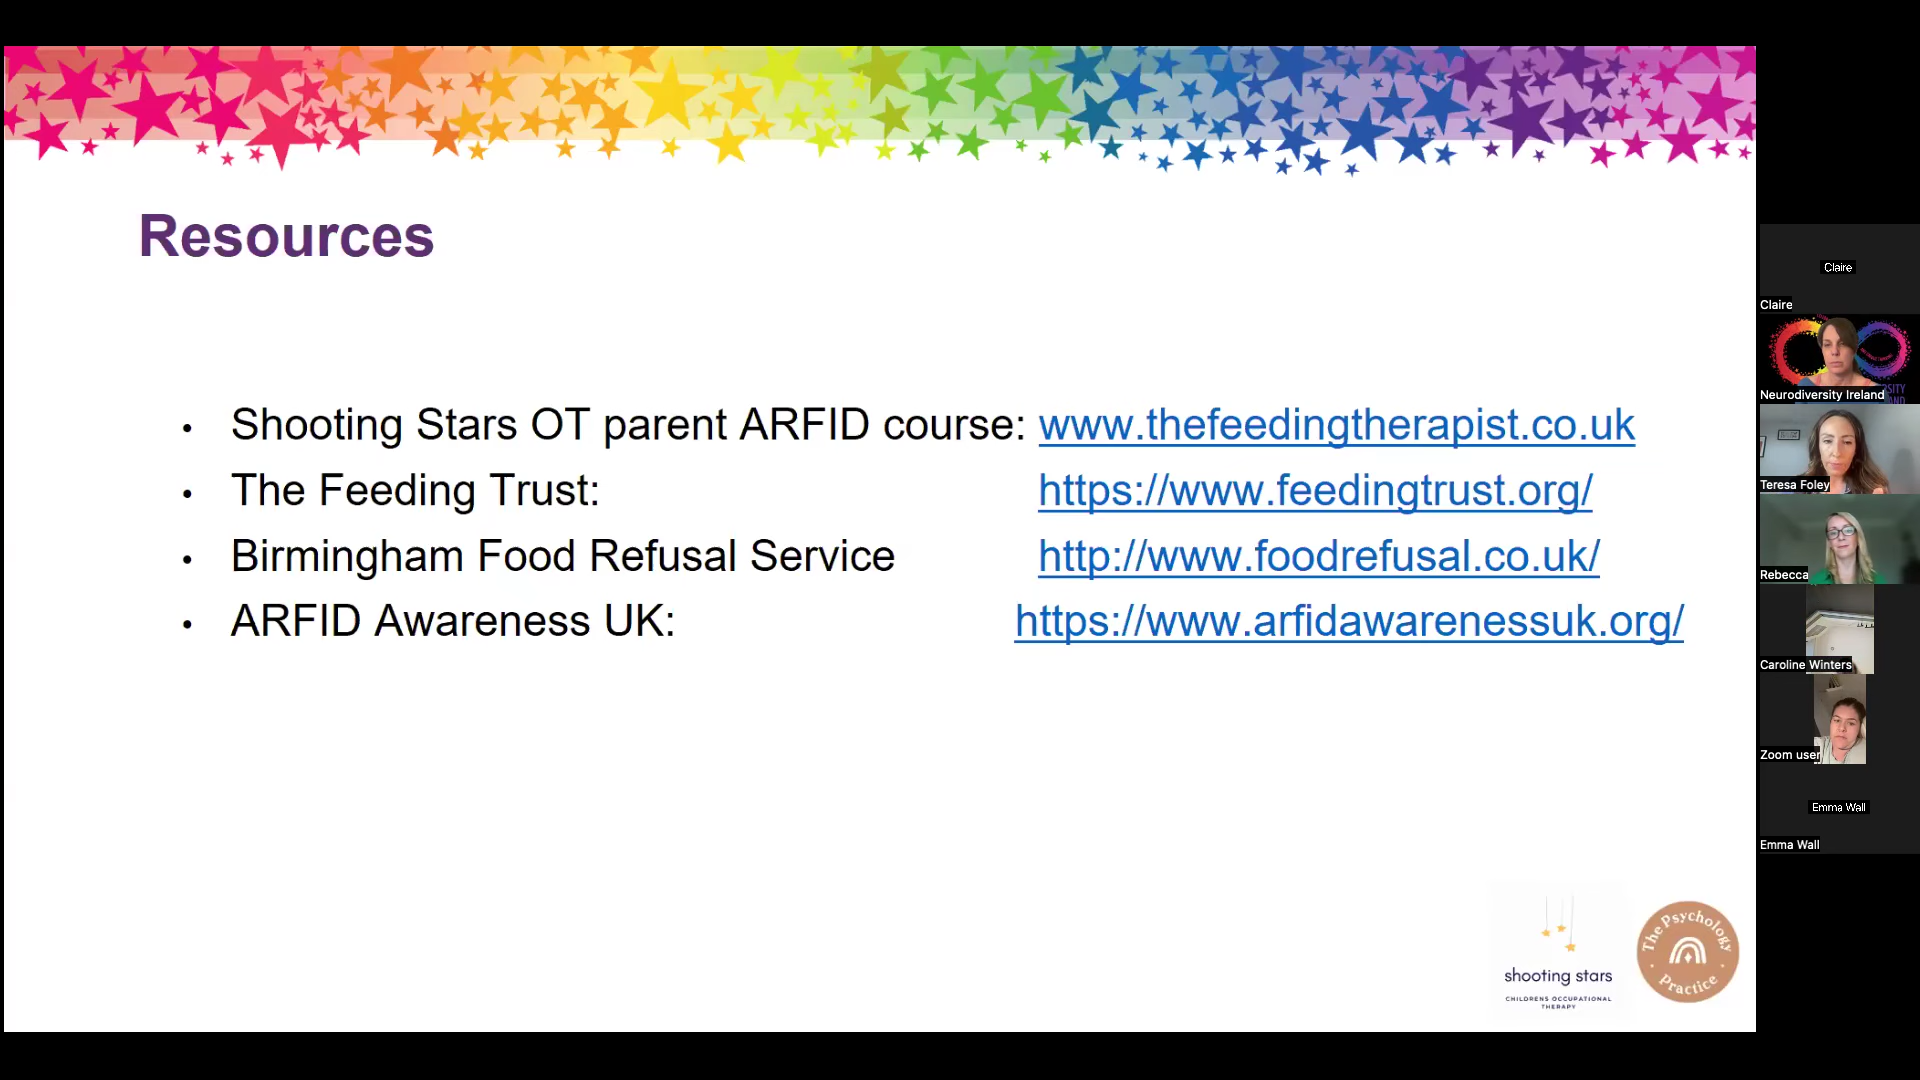 Resources
• Shooting Stars OT parent ARFID course: www.thefeedingtherapist.co.uk
• The Feeding Trust: https://www.feedingtrust.org/
• Birmingham Food Refusal Service http://www.foodrefusal.co.uk/
• ARFID Awareness UK: https://www.arfidawarenessuk.org/
shooting stars
CHILDRENS OCCUPATIONAL
THERAPY
The Psychology
Practice
Claire
Claire
Neurodiversity Ireland
Teresa Foley
Rebecca
Caroline Winters
Zoom user
Emma Wall
Emma Wall